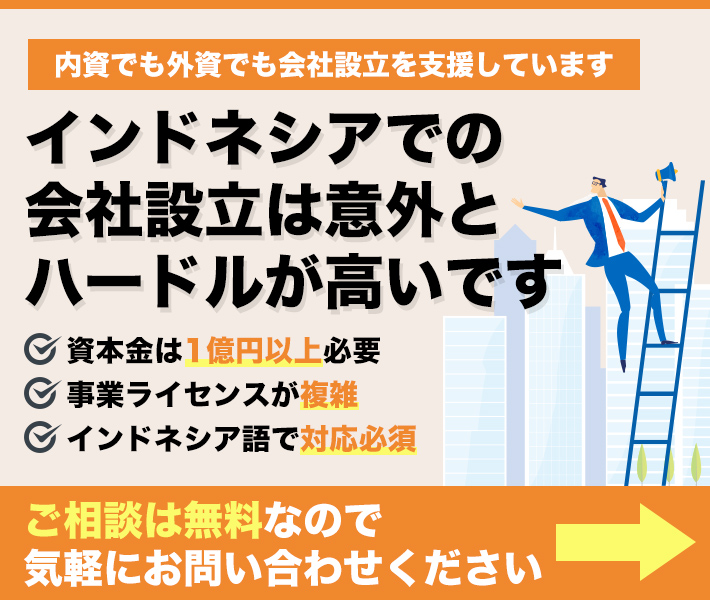 内資でも外資でも会社設立を支援しています
インドネシアでの
会社設立は意外と
ハードルが高いです
資本金は1億円以上必要
事業ライセンスが複雑
インドネシア語で対応必須
ご相談は無料なので
気軽にお問い合わせください